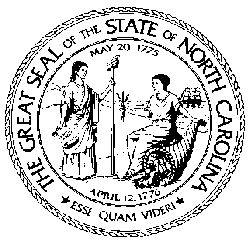 THE GREAT SEAL OF THE STATE OF NORTH CAROLINA
MAY 20, 1775
APRIL 12, 1776
★ ESSE QUAM VIDERI ★